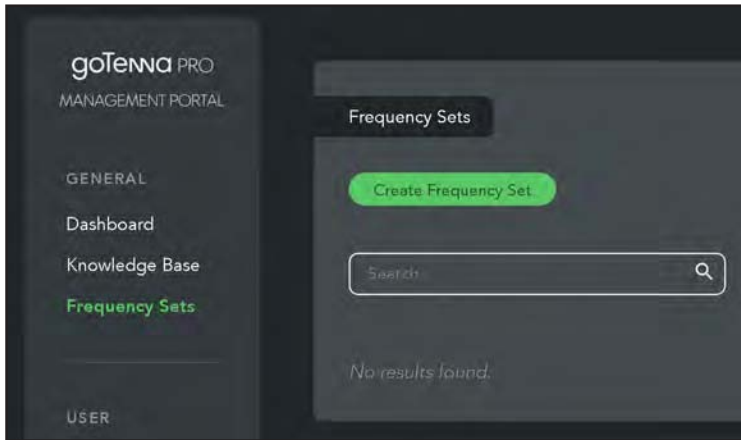 goTenna PRO
MANAGEMENT PORTAL
GENERAL
Dashboard
Knowledge Base
Frequency Sets
USER
Frequency Sets
Create Frequency Set
Search
No results found.